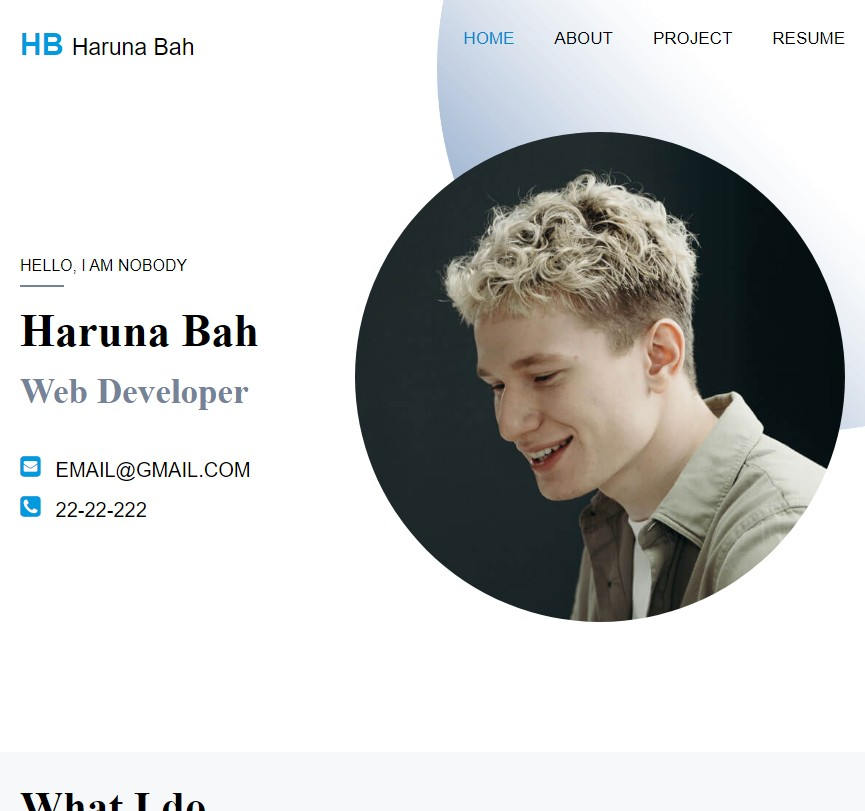 HB Haruna Bah
HOME ABOUT PROJECT RESUME
HELLO, I AM NOBODY
Haruna Bah
Web Developer
EMAIL@GMAIL.COM
22-22-222
What I do